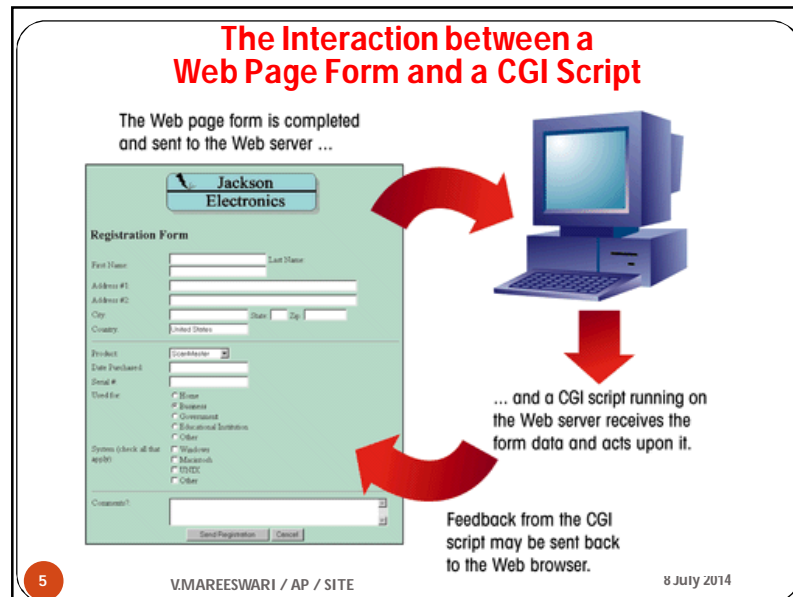 The Interaction between a
Web Page Form and a CGI Script
The Web page form is completed
and sent to the Web server ...
Jackson
Electronics
Registration Form
First Name: Last Name:
Address #1:
Address #2:
City: State: Zip:
Country: United States
Product: ScanMaster
Date Purchased:
Serial #:
Used for: Home
Business
Government
Educational Institution
Other
System (check all that
apply): Windows
Macintosh
UNIX
Other
Comments?:
Send Registration Cancel
... and a CGI script running on
the Web server receives the
form data and acts upon it.
Feedback from the CGI
script may be sent back
to the Web browser.
5 V.MAREESWARI / AP / SITE 8 July 2014